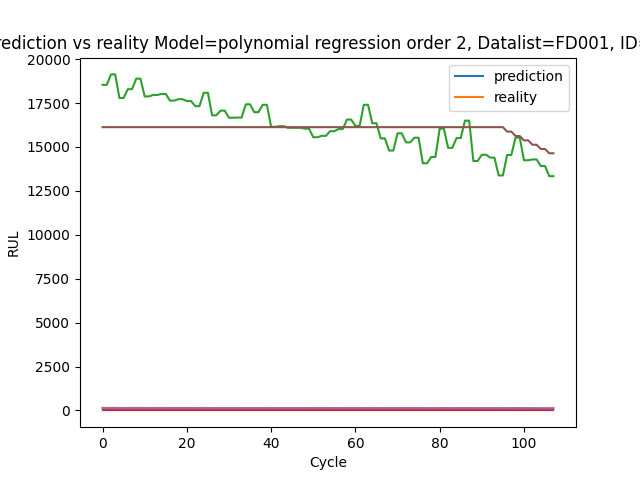 rediction vs reality Model=polynomial regression order 2, Datalist=FD001, ID=
20000
17500
15000
12500
10000
7500
5000
2500
0
RUL
prediction
reality
0 20 40 60 80 100
Cycle